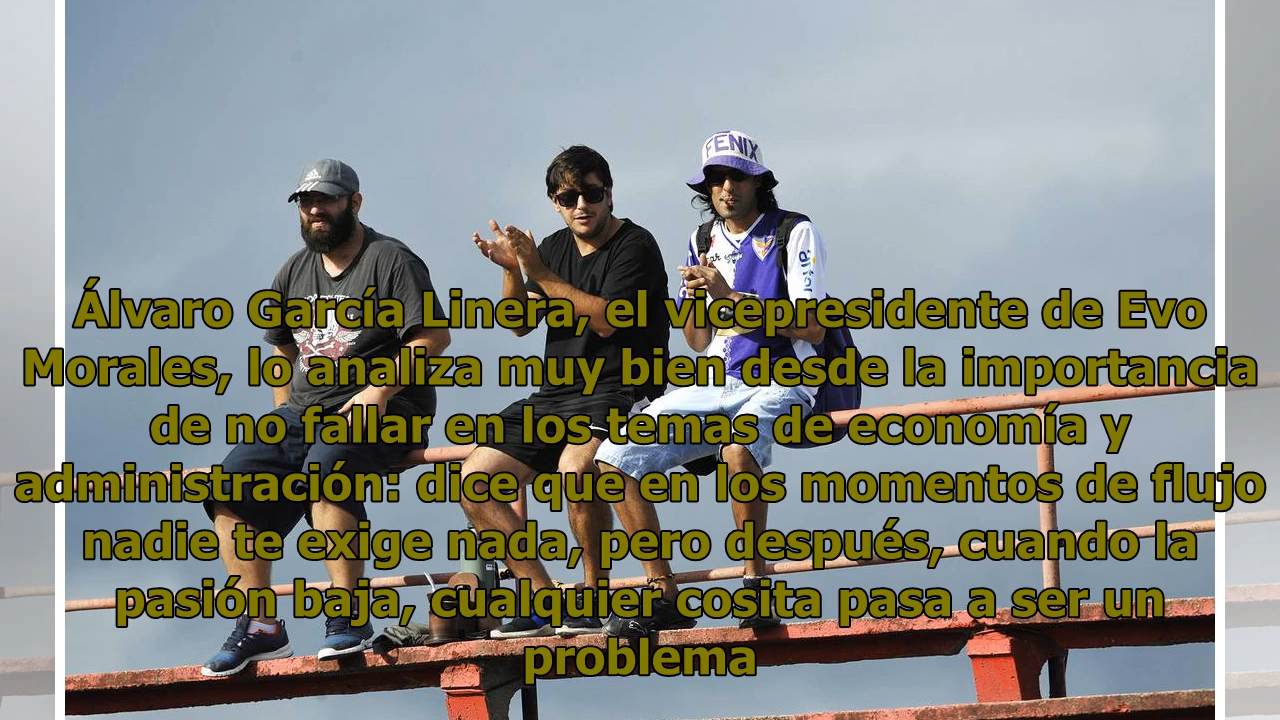 FENIX
Álvaro García Linera, el vicepresidente de Evo
Morales, lo analiza muy bien desde la importancia
de no fallar en los temas de economía y
administración: dice que en los momentos de flujo
nadie te exige nada, pero después, cuando la
pasión baja, cualquier cosita pasa a ser un
problema